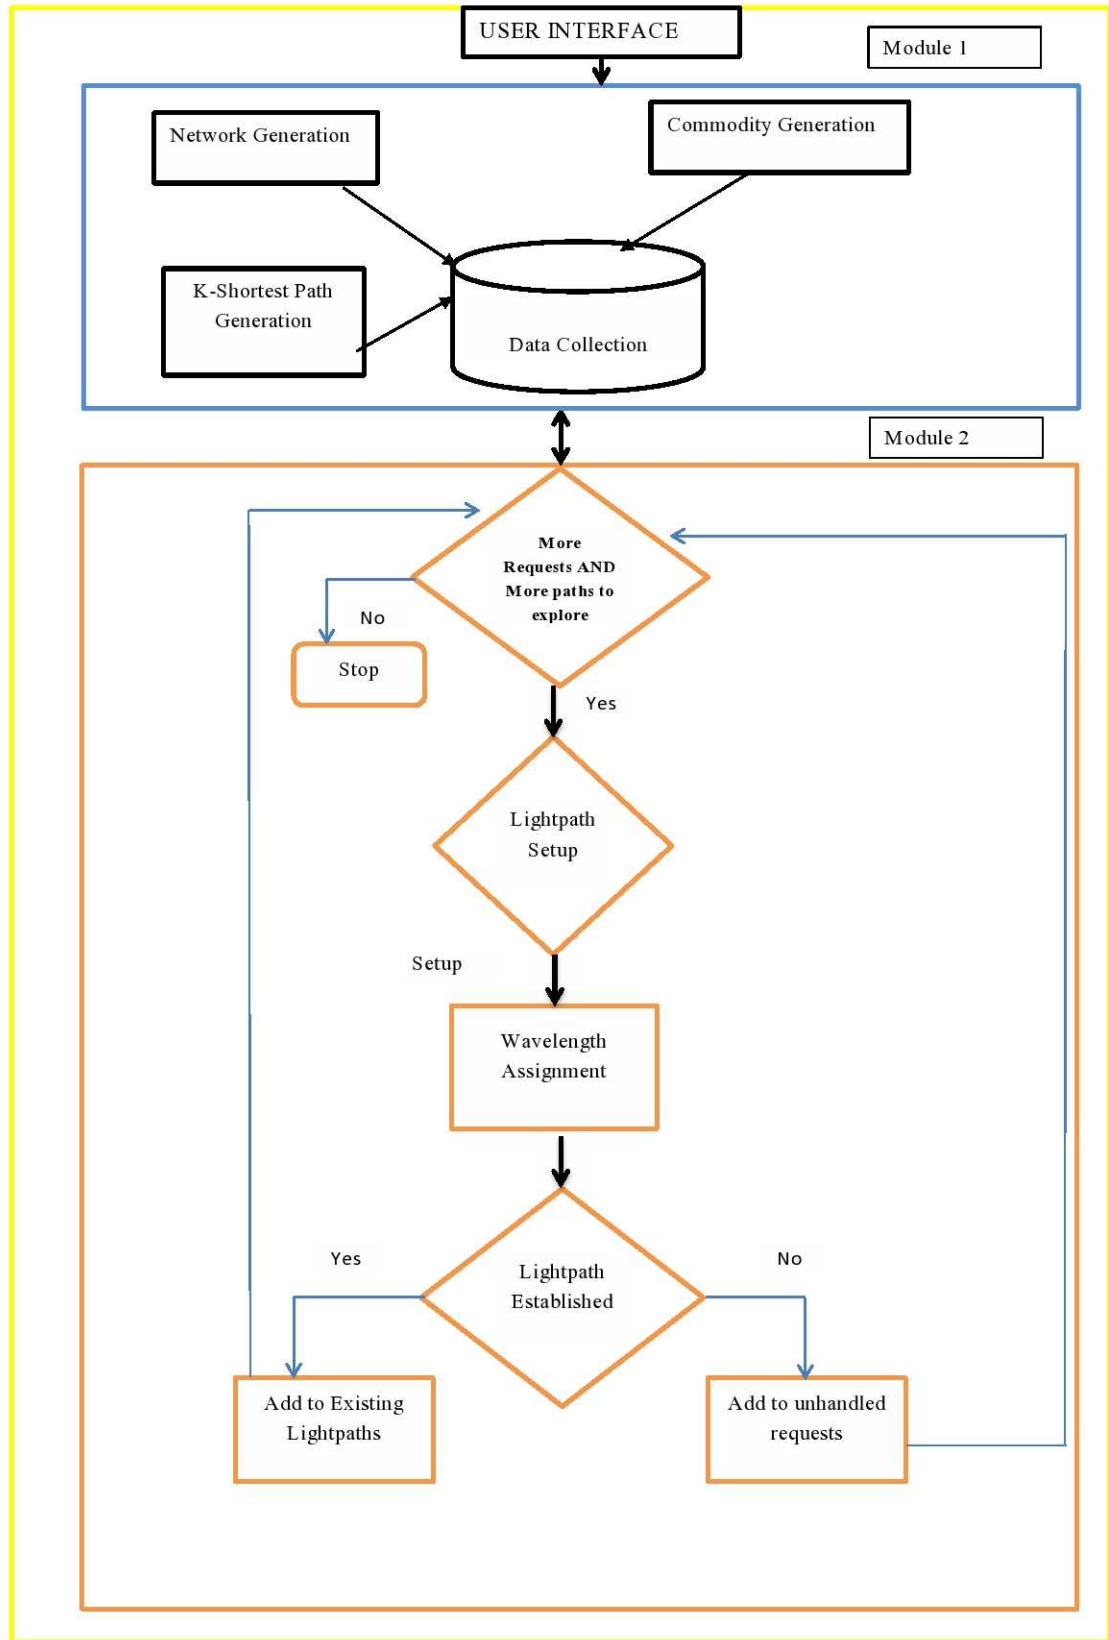 USER INTERFACE
Module 1
Network Generation
Commodity Generation
K-Shortest Path
Generation
Data Collection
Module 2
More
Requests AND
More paths to
explore
No
Stop
Yes
Lightpath
Setup
Setup
Wavelength
Assignment
Yes
No
Lightpath
Established
Add to Existing
Lightpaths
Add to unhandled
requests